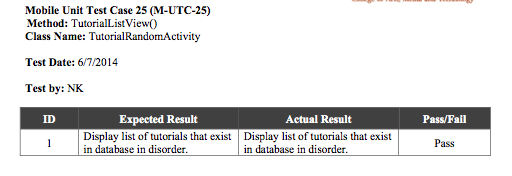 Mobile Unit Test Case 25 (M-UTC-25)
Method: TutorialListView()
Class Name: TutorialRandomActivity
Test Date: 6/7/2014
Test by: NK
ID Expected Result Actual Result Pass/Fail
1 Display list of tutorials that exist in database in disorder. Display list of tutorials that exist in database in disorder. Pass